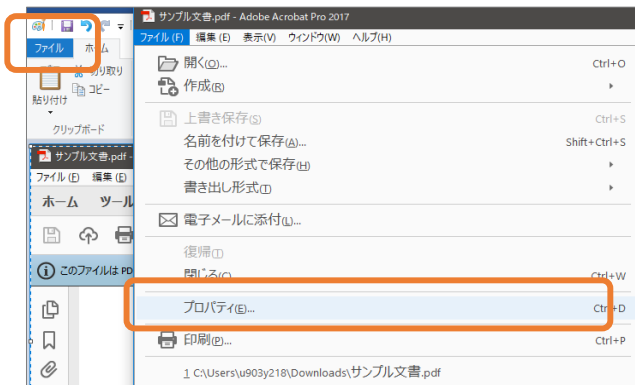 サンプル文書.pdf - Adobe Acrobat Pro 2017
ファイル(F) 編集(E) 表示(V) ウィンドウ(W) ヘルプ(H)
ファイル ホーム
切り取り
コピー
貼り付け
クリップボード
サンプル文書.pdf -
ファイル(F) 編集(E)
ホーム ツール
このファイルは PD
開く(O)... Ctrl+O
作成(R)
上書き保存(S) Ctrl+S
名前を付けて保存(A)... Shift+Ctrl+S
その他の形式で保存(H)
書き出し形式(T)
電子メールに添付(L)...
復帰(T)
閉じる(C) Ctrl+W
プロパティ(E)... Ctrl+D
印刷(P)... Ctrl+P
1 C:\Users\u903y218\Downloads\サンプル文書.pdf